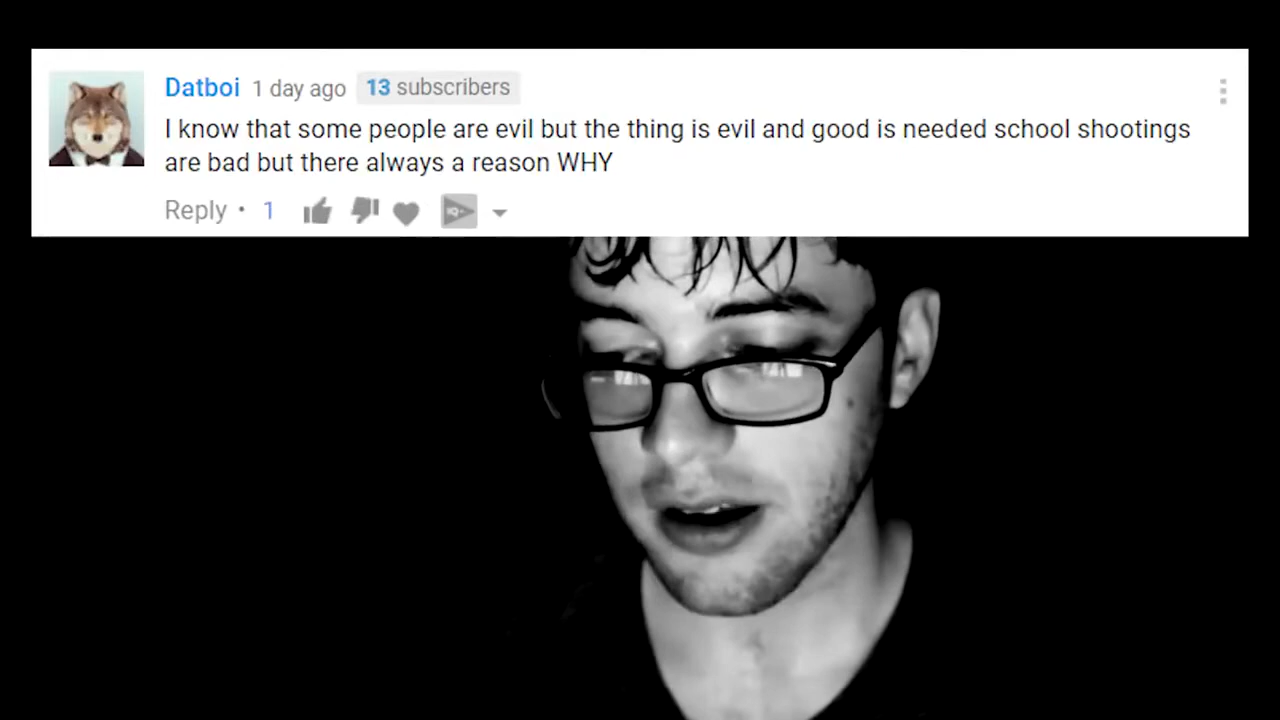 Datboi 1 day ago 13 subscribers
I know that some people are evil but the thing is evil and good is needed school shootings
are bad but there always a reason WHY
Reply • 1